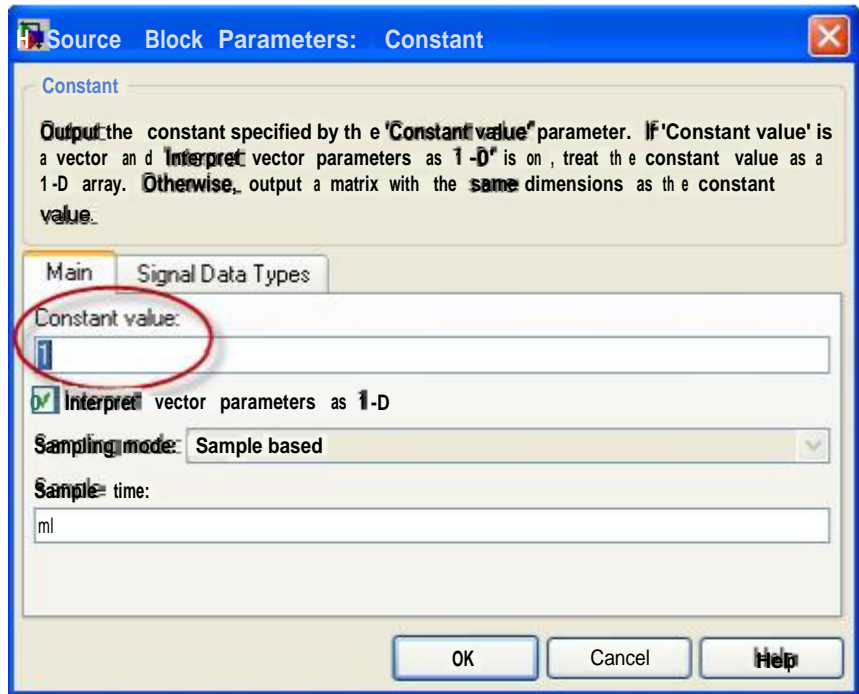 Source Block Parameters: Constant
Constant
Output the constant specified by th e 'Constant value" parameter. If 'Constant value' is
a vector an d Interpret vector parameters as 1 -D" is on , treat th e constant value as a
1 -D array. Otherwise, output a matrix with the same dimensions as th e constant
value.
Main Signal Data Types
Constant value:
1
Interpret vector parameters as 1-D
Sampling mode: Sample based
Sample time:
ml
OK Cancel Help